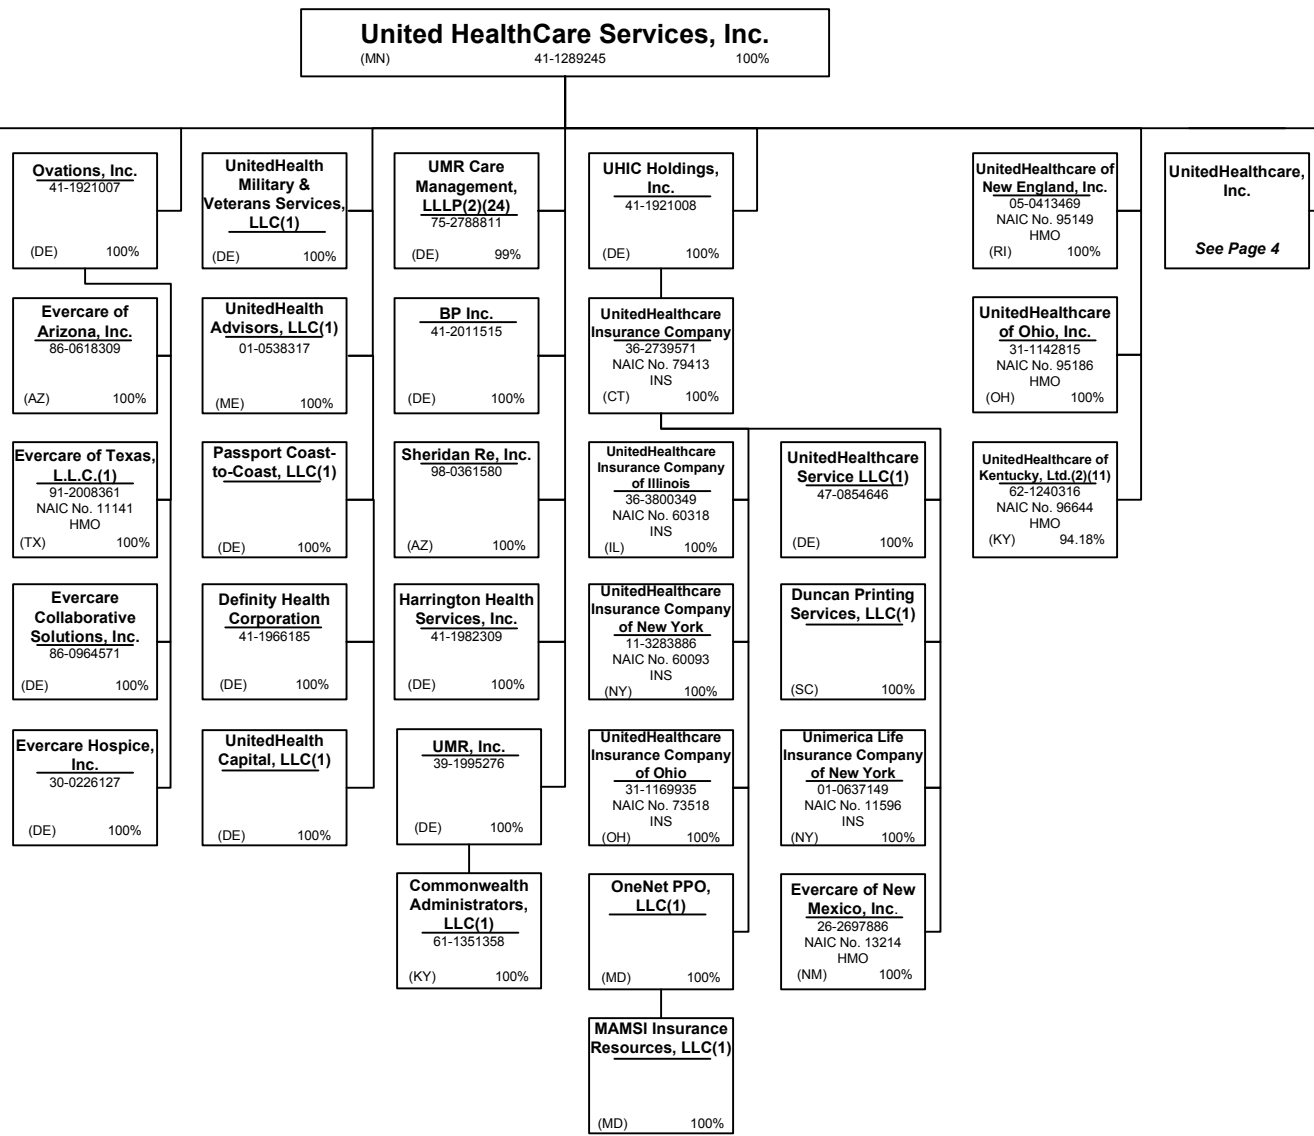 United HealthCare Services, Inc.
(MN) 41-1289245 100%
Ovations, Inc.
41-1921007
(DE) 100%
UnitedHealth
Military &
Veterans Services,
LLC(1)
(DE) 100%
UMR Care
Management,
LLLP(2)(24)
75-2788811
(DE) 99%
UHIC Holdings,
Inc.
41-1921008
(DE) 100%
UnitedHealthcare of
New England, Inc.
05-0413469
NAIC No. 95149
HMO
(RI) 100%
UnitedHealthcare,
Inc.
See Page 4
Evercare of
Arizona, Inc.
86-0618309
(AZ) 100%
UnitedHealth
Advisors, LLC(1)
01-0538317
(ME) 100%
BP Inc.
41-2011515
(DE) 100%
UnitedHealthcare
Insurance Company
36-2739571
NAIC No. 79413
INS
(CT) 100%
UnitedHealthcare
of Ohio, Inc.
31-1142815
NAIC No. 95186
HMO
(OH) 100%
Evercare of Texas,
L.L.C.(1)
91-2008361
NAIC No. 11141
HMO
(TX) 100%
Passport Coast-
to-Coast, LLC(1)
(DE) 100%
Sheridan Re, Inc.
98-0361580
(AZ) 100%
UnitedHealthcare
Insurance Company
of Illinois
36-3800349
NAIC No. 60318
INS
(IL) 100%
UnitedHealthcare
Service LLC(1)
47-0854646
(DE) 100%
UnitedHealthcare of
Kentucky, Ltd.(2)(11)
62-1240316
NAIC No. 96644
HMO
(KY) 94.18%
Evercare
Collaborative
Solutions, Inc.
86-0964571
(DE) 100%
Definity Health
Corporation
41-1966185
(DE) 100%
Harrington Health
Services, Inc.
41-1982309
(DE) 100%
UnitedHealthcare
Insurance Company
of New York
11-3283886
NAIC No. 60093
INS
(NY) 100%
Duncan Printing
Services, LLC(1)
(SC) 100%
Evercare Hospice,
Inc.
30-0226127
(DE) 100%
UnitedHealth
Capital, LLC(1)
(DE) 100%
UMR, Inc.
39-1995276
(DE) 100%
UnitedHealthcare
Insurance Company
of Ohio
31-1169935
NAIC No. 73518
INS
(OH) 100%
Unimerica Life
Insurance Company
of New York
01-0637149
NAIC No. 11596
INS
(NY) 100%
Commonwealth
Administrators,
LLC(1)
61-1351358
(KY) 100%
OneNet PPO,
LLC(1)
(MD) 100%
Evercare of New
Mexico, Inc.
26-2697886
NAIC No. 13214
HMO
(NM) 100%
MAMSI Insurance
Resources, LLC(1)
(MD) 100%